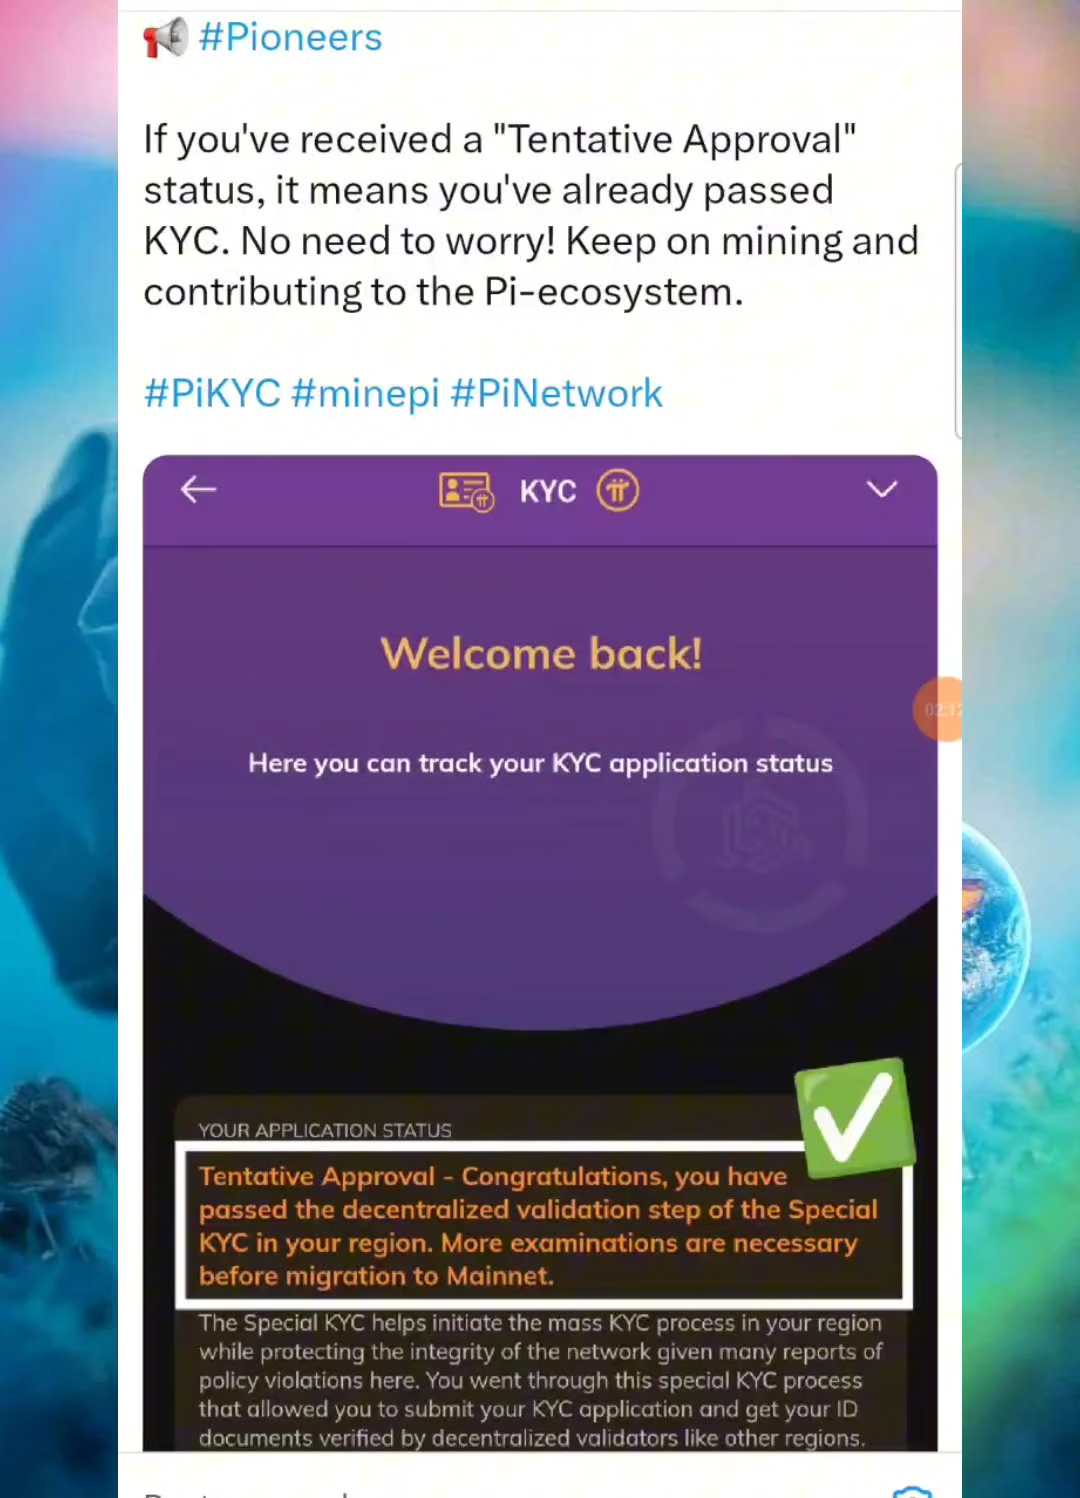 #Pioneers
If you've received a "Tentative Approval"
status, it means you've already passed
KYC. No need to worry! Keep on mining and
contributing to the Pi-ecosystem.
#PiKYC #minepi #PiNetwork
KYC
Welcome back!
02:12
Here you can track your KYC application status
YOUR APPLICATION STATUS
Tentative Approval - Congratulations, you have
passed the decentralized validation step of the Special
KYC in your region. More examinations are necessary
before migration to Mainnet.
The Special KYC helps initiate the mass KYC process in your region
while protecting the integrity of the network given many reports of
policy violations here. You went through this special KYC process
that allowed you to submit your KYC application and get your ID
documents verified by decentralized validators like other regions.